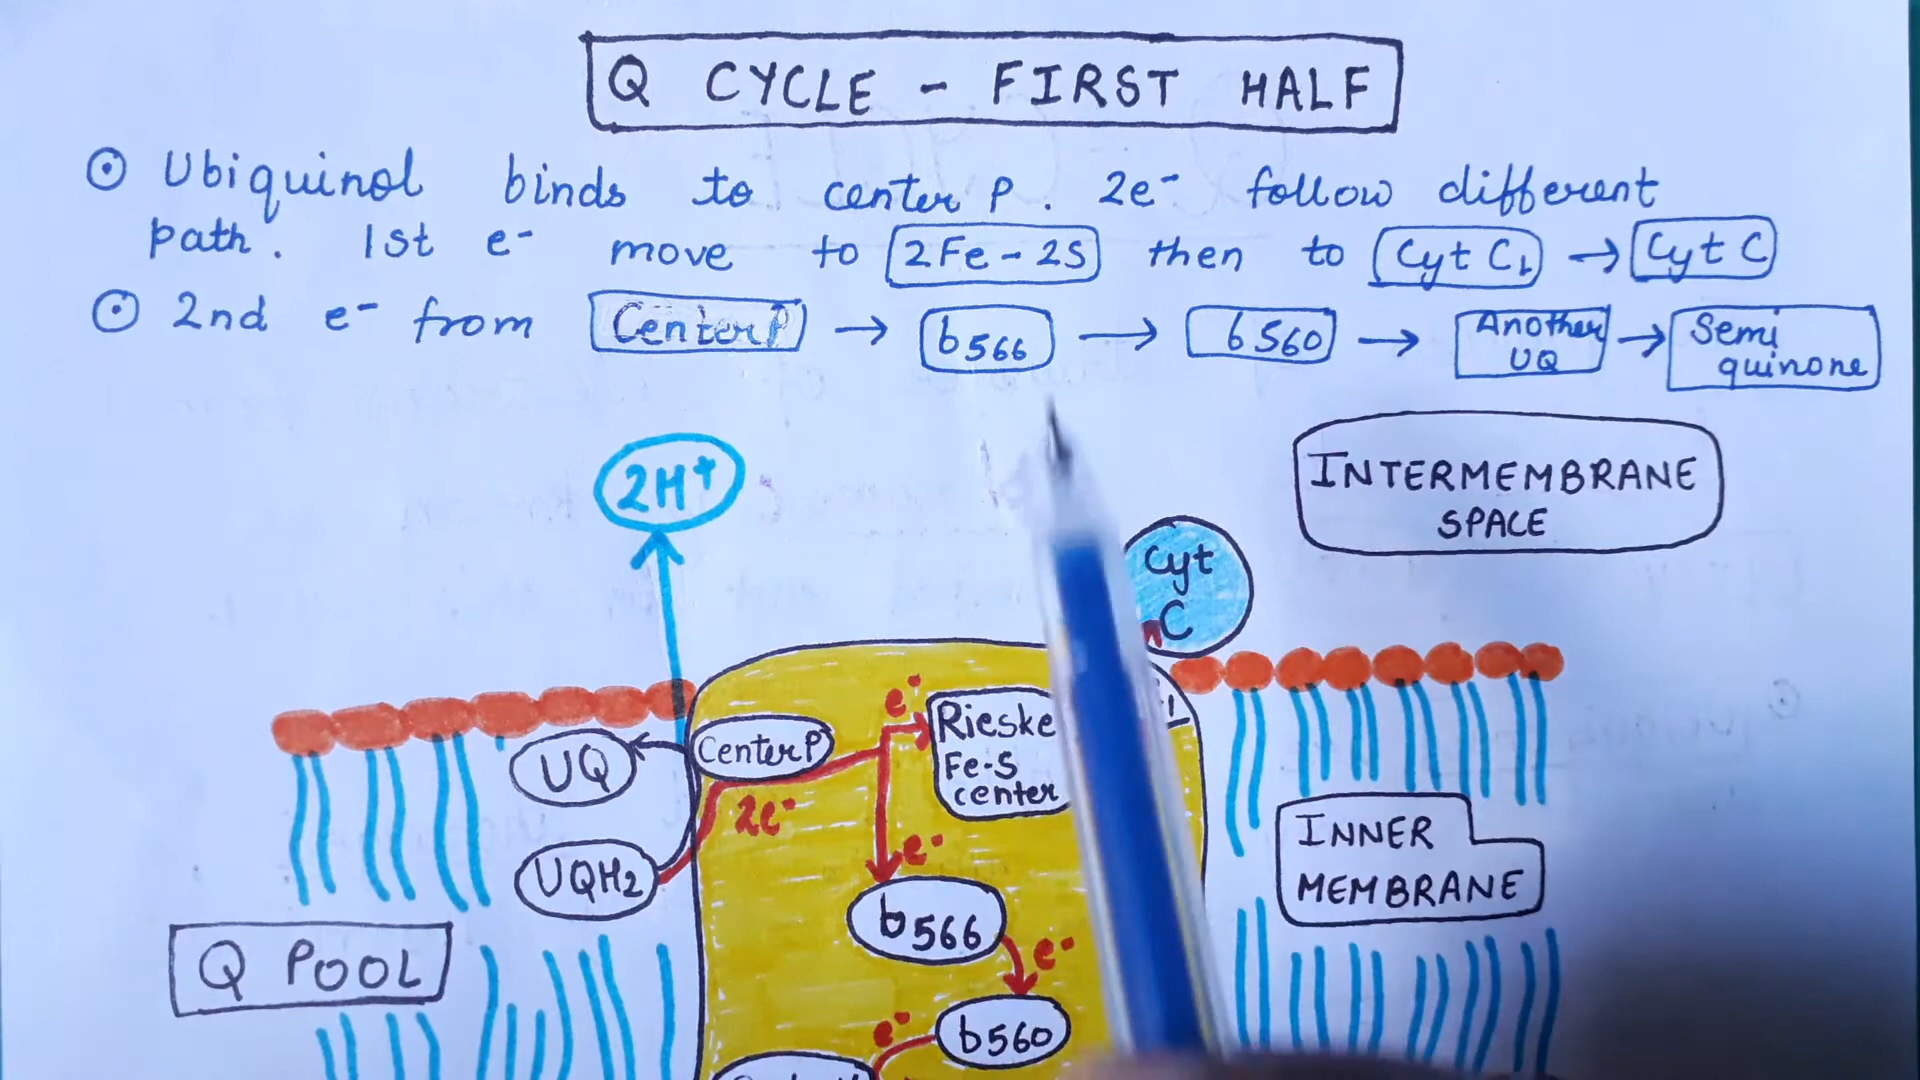 Q CYCLE - FIRST HALF
⊙ Ubiquinol binds to center P. 2e⁻ follow different
path. 1st e⁻ move to 2Fe-2S then to Cyt C₁ → Cyt C
⊙ 2nd e⁻ from Center P → b566 → b560 → Another UQ → Semi quinone
2H⁺
INTERMEMBRANE
SPACE
Cyt
C
e⁻
Rieske
Fe-S
center
Center P
UQ
2e⁻
e⁻
UQH₂
INNER
MEMBRANE
b566
e⁻
Q POOL
e⁻
b560